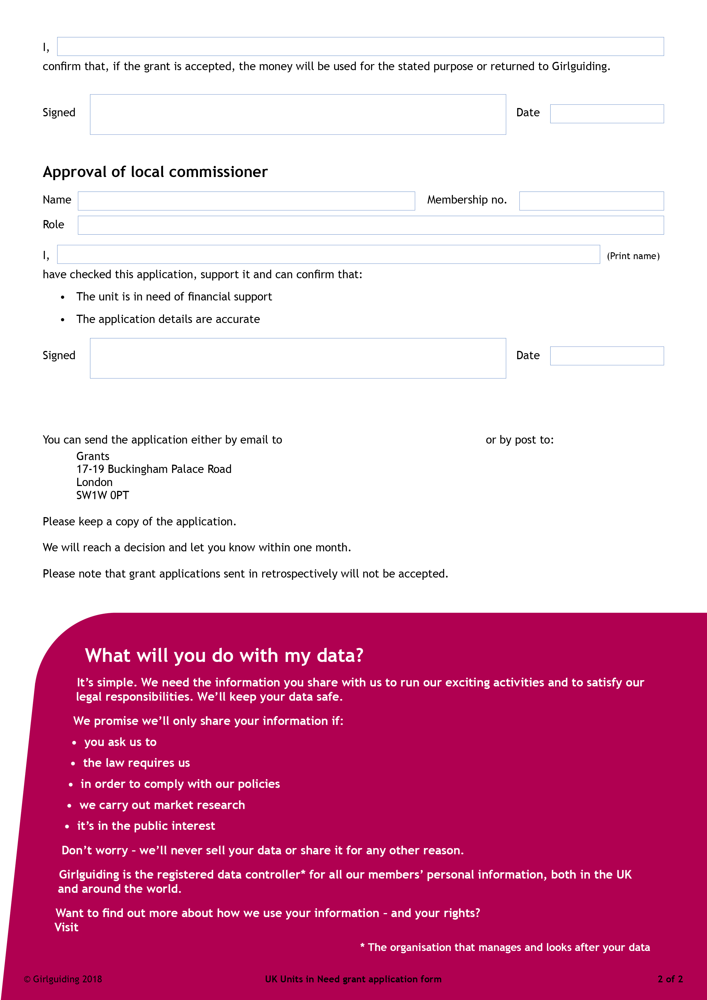 I,
confirm that, if the grant is accepted, the money will be used for the stated purpose or returned to Girlguiding.
Signed Date
Approval of local commissioner
Name Membership no.
Role
I, (Print name)
have checked this application, support it and can confirm that:
• The unit is in need of financial support
• The application details are accurate
Signed Date
You can send the application either by email to or by post to:
Grants
17-19 Buckingham Palace Road
London
SW1W 0PT
Please keep a copy of the application.
We will reach a decision and let you know within one month.
Please note that grant applications sent in retrospectively will not be accepted.
What will you do with my data?
It’s simple. We need the information you share with us to run our exciting activities and to satisfy our
legal responsibilities. We’ll keep your data safe.
We promise we’ll only share your information if:
• you ask us to
• the law requires us
• in order to comply with our policies
• we carry out market research
• it’s in the public interest
Don’t worry – we’ll never sell your data or share it for any other reason.
Girlguiding is the registered data controller* for all our members’ personal information, both in the UK
and around the world.
Want to find out more about how we use your information – and your rights?
Visit
* The organisation that manages and looks after your data
© Girlguiding 2018 UK Units in Need grant application form 2 of 2